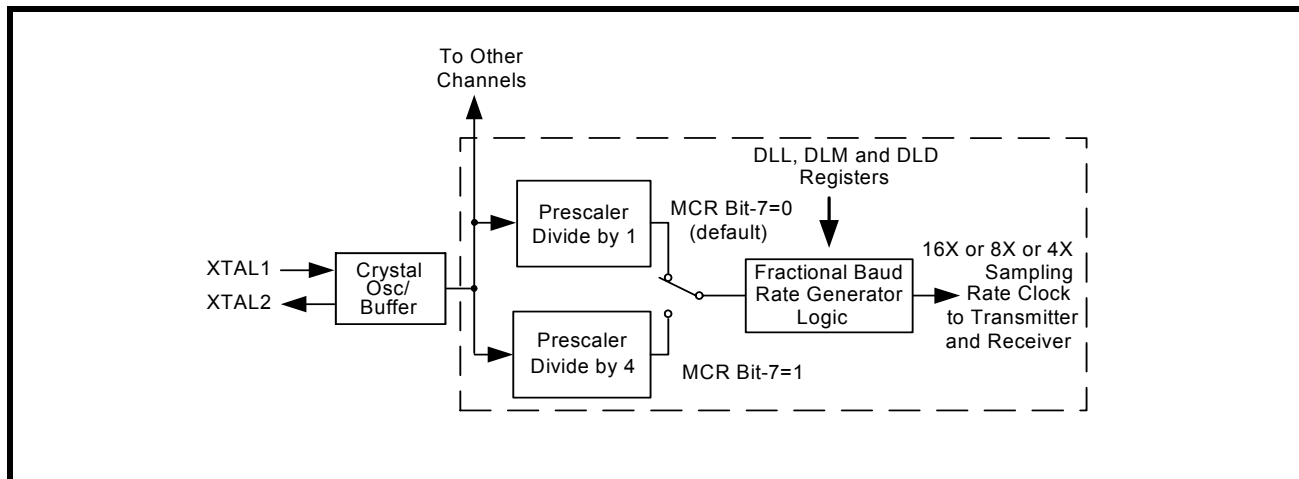 To Other
Channels
DLL, DLM and DLD
Registers
Prescaler
Divide by 1
MCR Bit-7=0
(default)
XTAL1
XTAL2
Crystal
Osc/
Buffer
Fractional Baud
Rate Generator
Logic
16X or 8X or 4X
Sampling
Rate Clock
to Transmitter
and Receiver
Prescaler
Divide by 4
MCR Bit-7=1